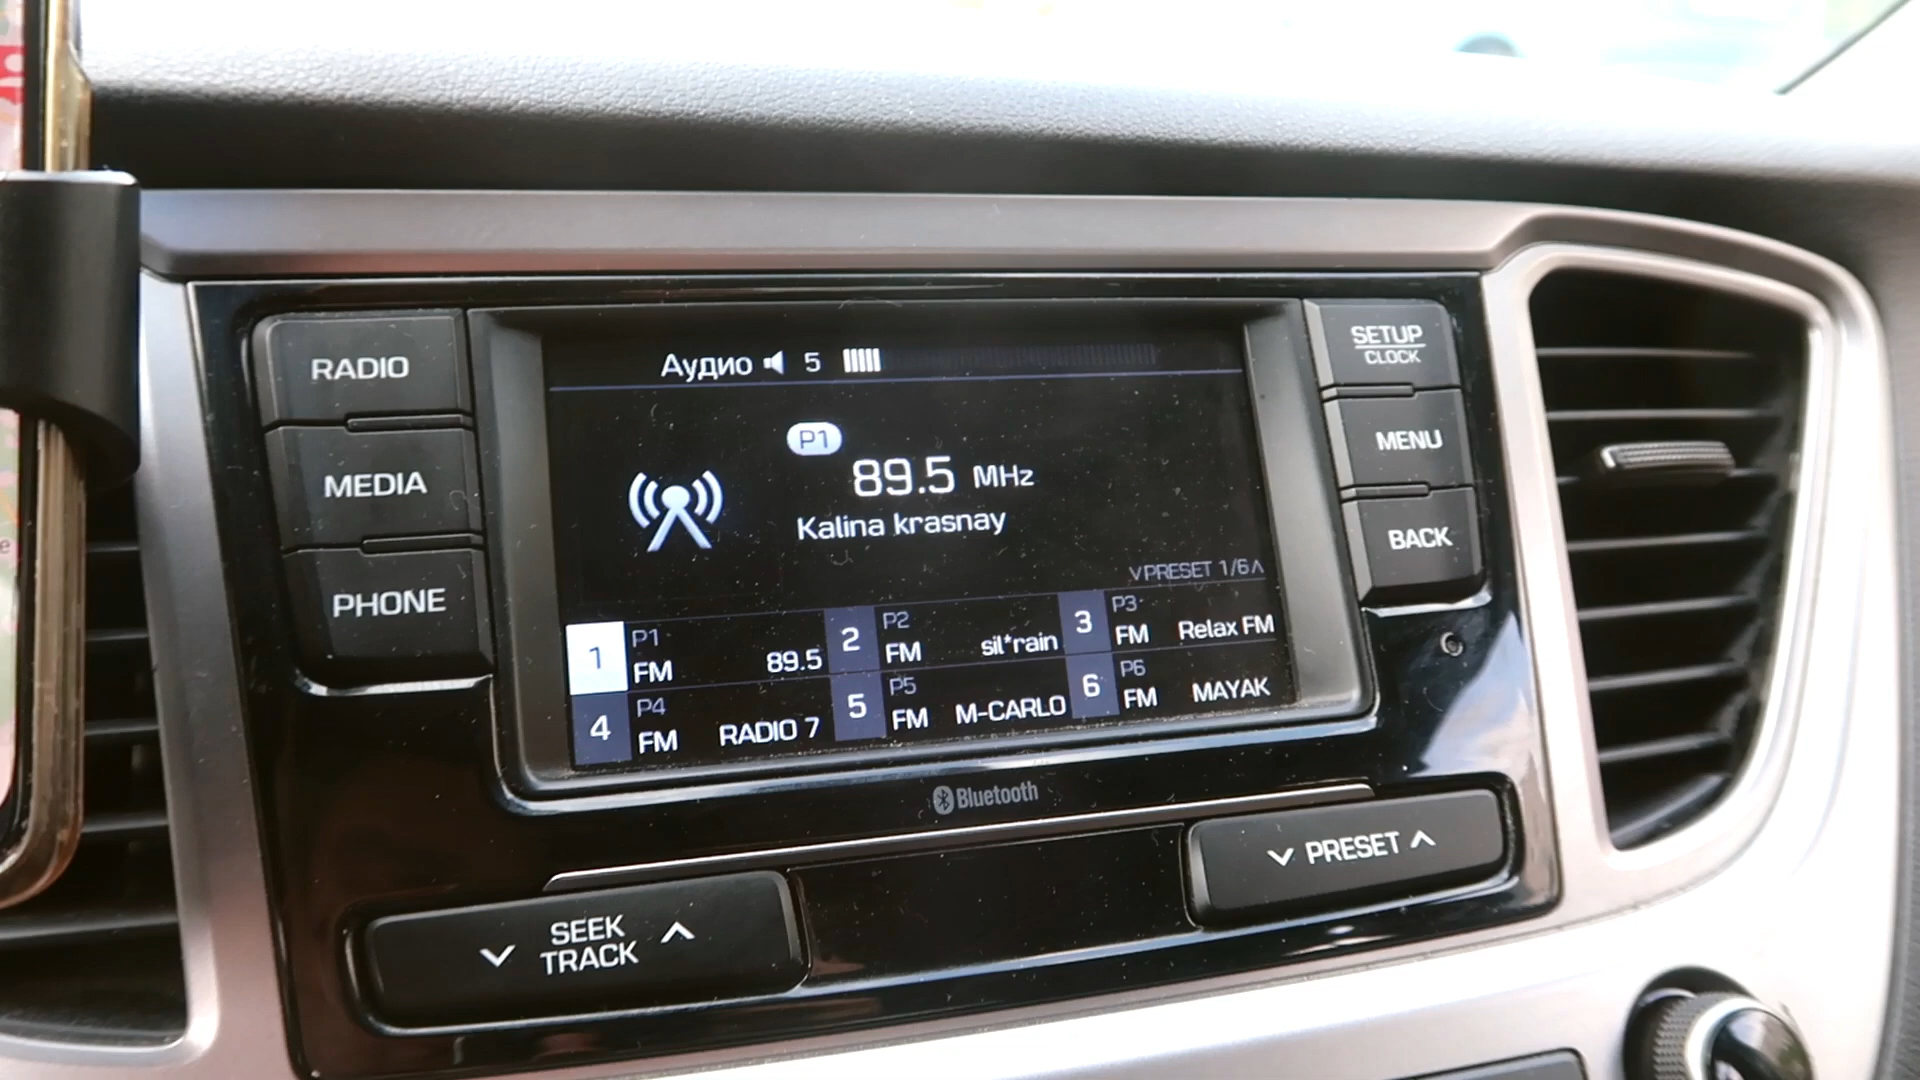 RADIO
MEDIA
PHONE
Аудио 5
P1
89.5 MHz
Kalina krasnay
∨PRESET 1/6∧
1 P1 FM 89.5
2 P2 FM sil*rain
3 P3 FM Relax FM
4 P4 FM RADIO 7
5 P5 FM M-CARLO
6 P6 FM MAYAK
SETUP
CLOCK
MENU
BACK
Bluetooth
∨ SEEK ∧
TRACK
∨ PRESET ∧